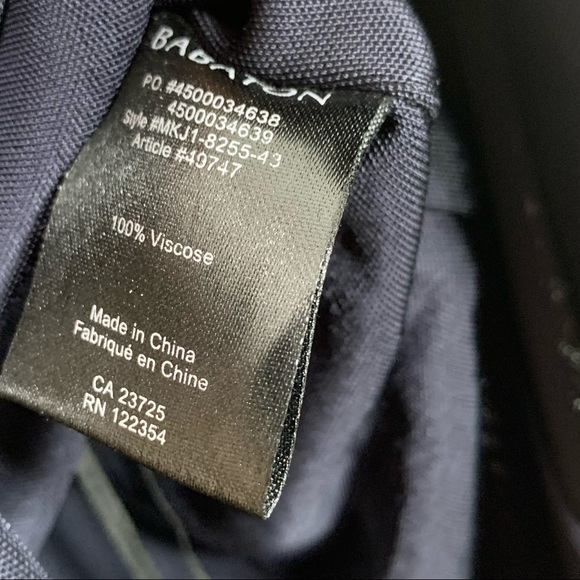 BABATON
P.O. #4500034638
4500034639
Style #MKJ1-8255-43
Article #49747
100% Viscose
Made in China
Fabriqué en Chine
CA 23725
RN 122354